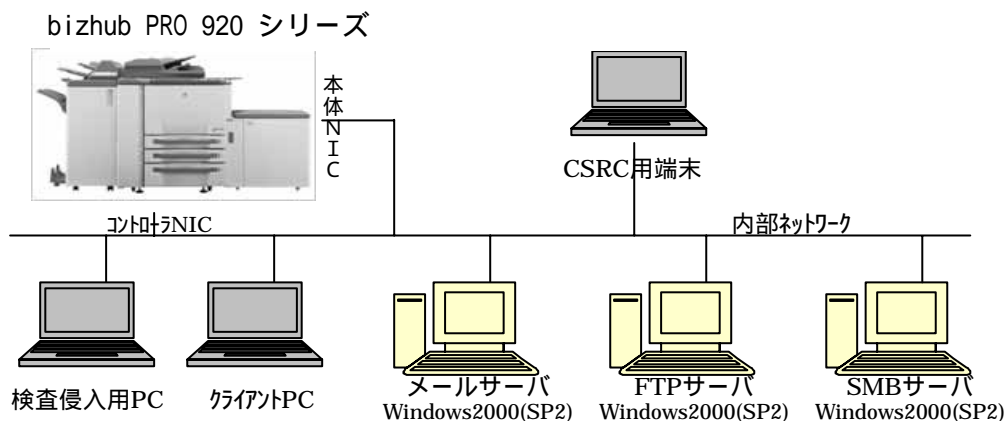 bizhub PRO 920 シリーズ
本体NIC
CSRC用端末
コントローラNIC
内部ネットワーク
検査侵入用PC
クライアントPC
メールサーバ
Windows2000(SP2)
FTPサーバ
Windows2000(SP2)
SMBサーバ
Windows2000(SP2)